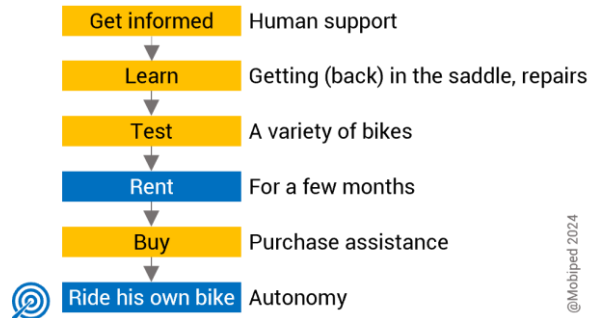 Get informed Human support
Learn Getting (back) in the saddle, repairs
Test A variety of bikes
Rent For a few months
Buy Purchase assistance
Ride his own bike Autonomy
@Mobiped 2024